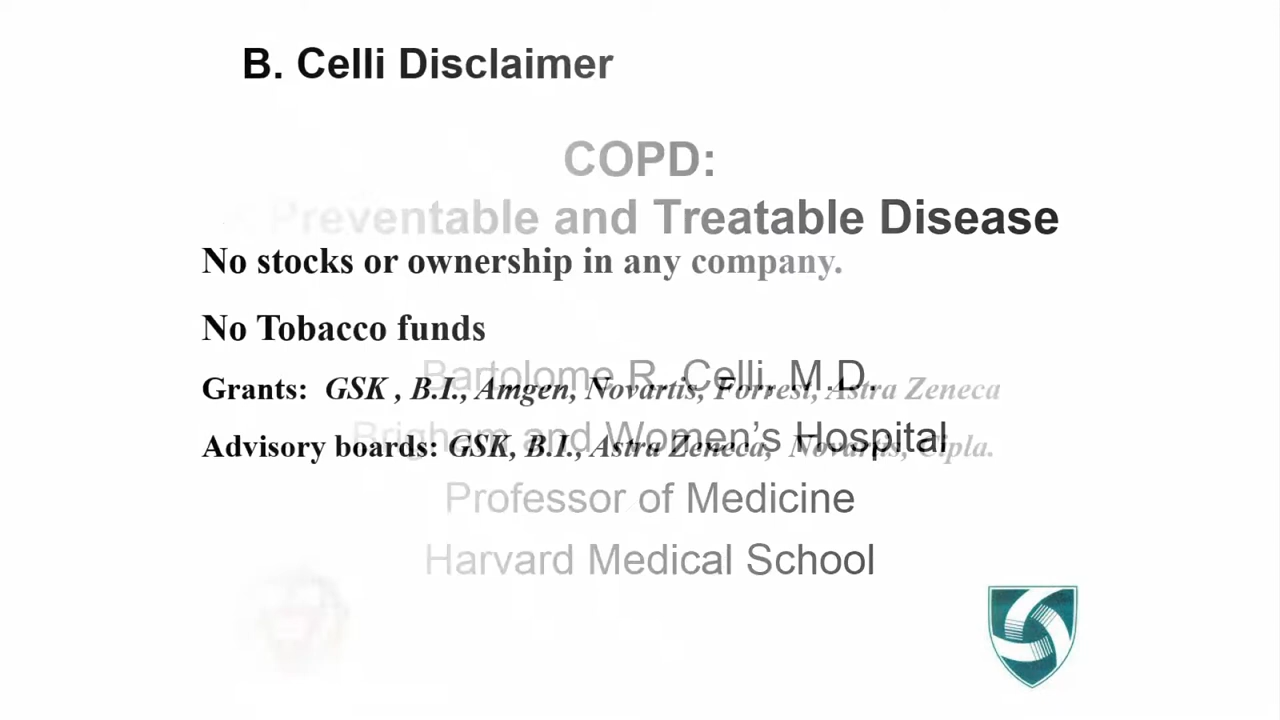 B. Celli Disclaimer
COPD:
Preventable and Treatable Disease
No stocks or ownership in any company.
No Tobacco funds
Bartolome R. Celli, M.D.
Grants: GSK , B.I., Amgen, Novartis, Forrest, Astra Zeneca
Brigham and Women's Hospital
Advisory boards: GSK, B.I., Astra Zeneca, Novartis, Cipla.
Professor of Medicine
Harvard Medical School